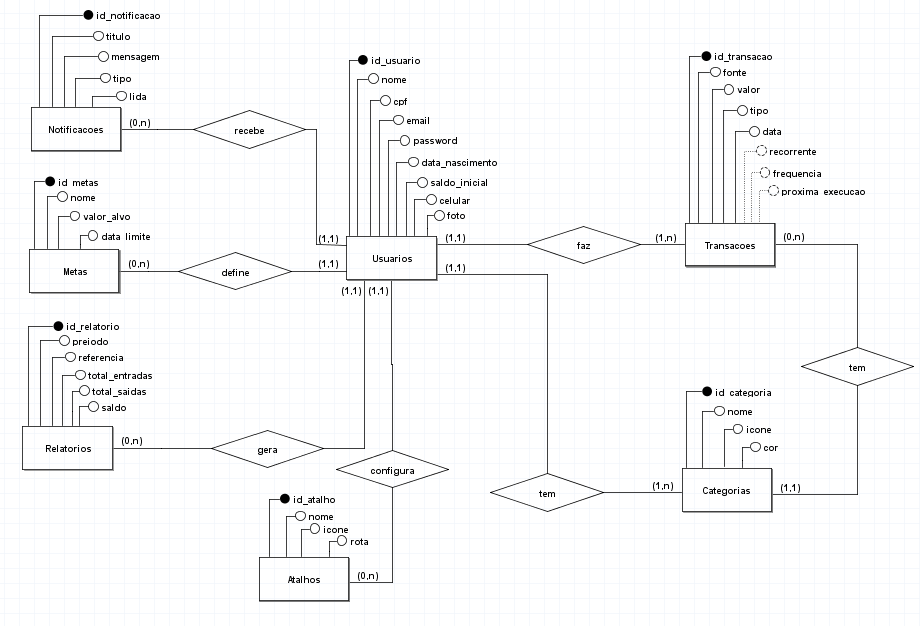 id_notificacao
titulo
mensagem
tipo
lida
Notificacoes
(0,n)
recebe
(1,1)
id_metas
nome
valor_alvo
data_limite
Metas
(0,n)
define
(1,1)
id_relatorio
preiodo
referencia
total_entradas
total_saidas
saldo
Relatorios
(0,n)
gera
(1,1)
id_atalho
nome
icone
rota
Atalhos
(0,n)
configura
(1,1)
id_usuario
nome
cpf
email
password
data_nascimento
saldo_inicial
celular
foto
Usuarios
(1,1)
faz
(1,n)
(1,1)
tem
(1,n)
id_transacao
fonte
valor
tipo
data
recorrente
frequencia
proxima_execucao
Transacoes
(0,n)
tem
(1,1)
id_categoria
nome
icone
cor
Categorias